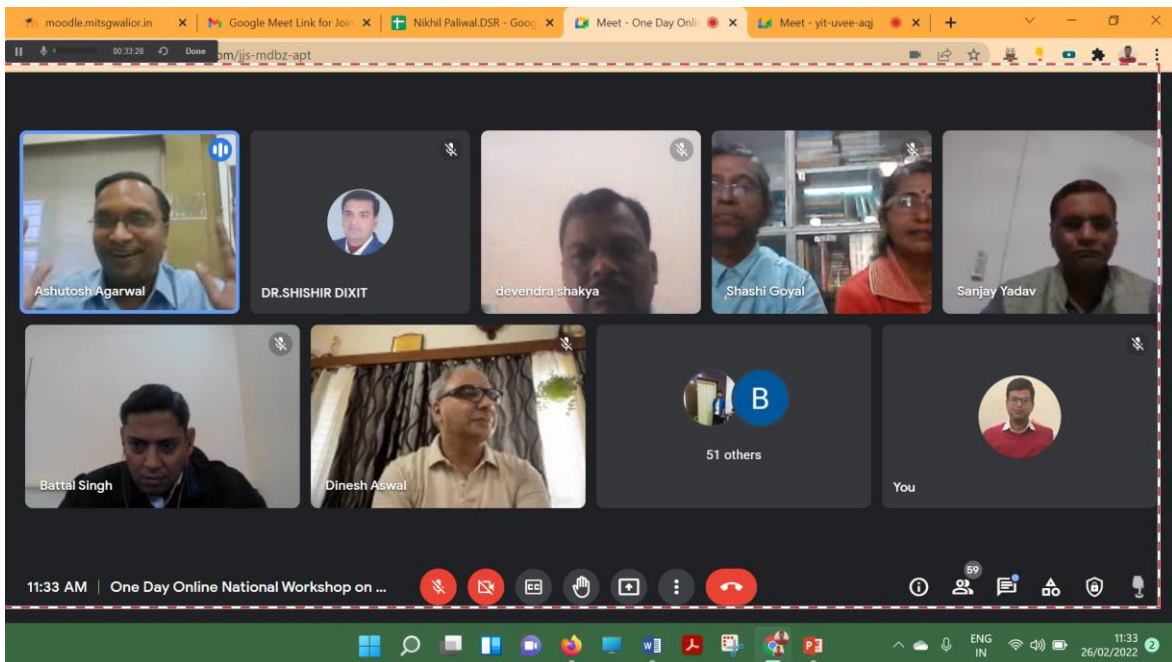 moodle.mitsgwalior.in
Google Meet Link for Join
Nikhil Paliwal.DSR - Goog
Meet - One Day Onlin
Meet - yit-uvee-aqj
00:33:28
Done
om/jjs-mdbz-apt
Ashutosh Agarwal
DR.SHISHIR DIXIT
devendra shakya
Shashi Goyal
Sanjay Yadav
Battal Singh
Dinesh Aswal
B
51 others
You
11:33 AM | One Day Online National Workshop on ...
CC
59
W
P
ENG
IN
11:33
26/02/2022
2